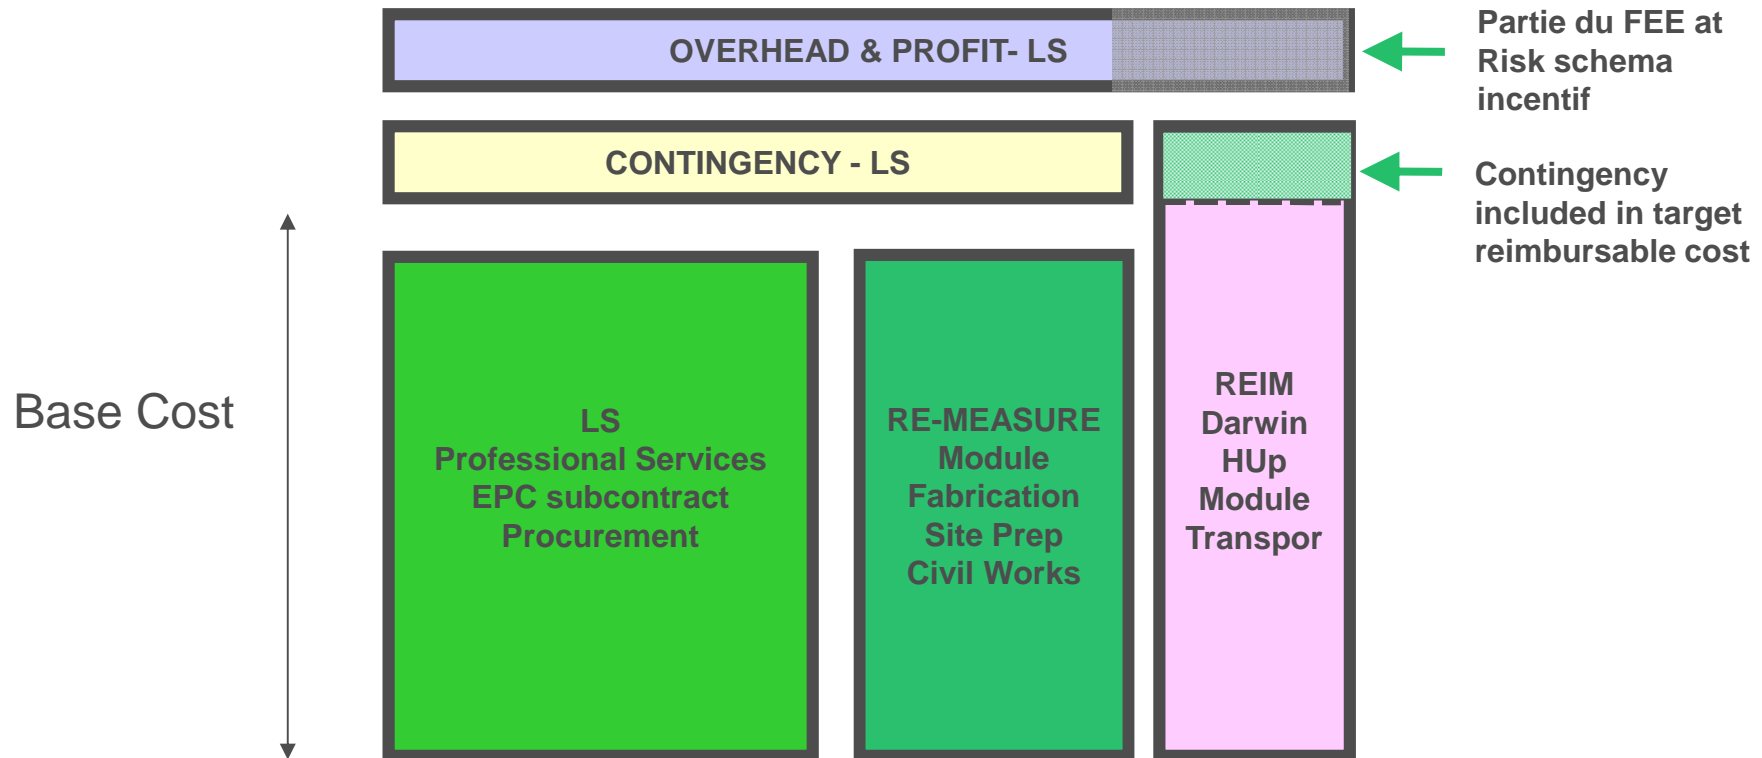 OVERHEAD & PROFIT- LS
Partie du FEE at
Risk schema
incentif
CONTINGENCY - LS
Contingency
included in target
reimbursable cost
Base Cost
LS
Professional Services
EPC subcontract
Procurement
RE-MEASURE
Module
Fabrication
Site Prep
Civil Works
REIM
Darwin
HUp
Module
Transpor